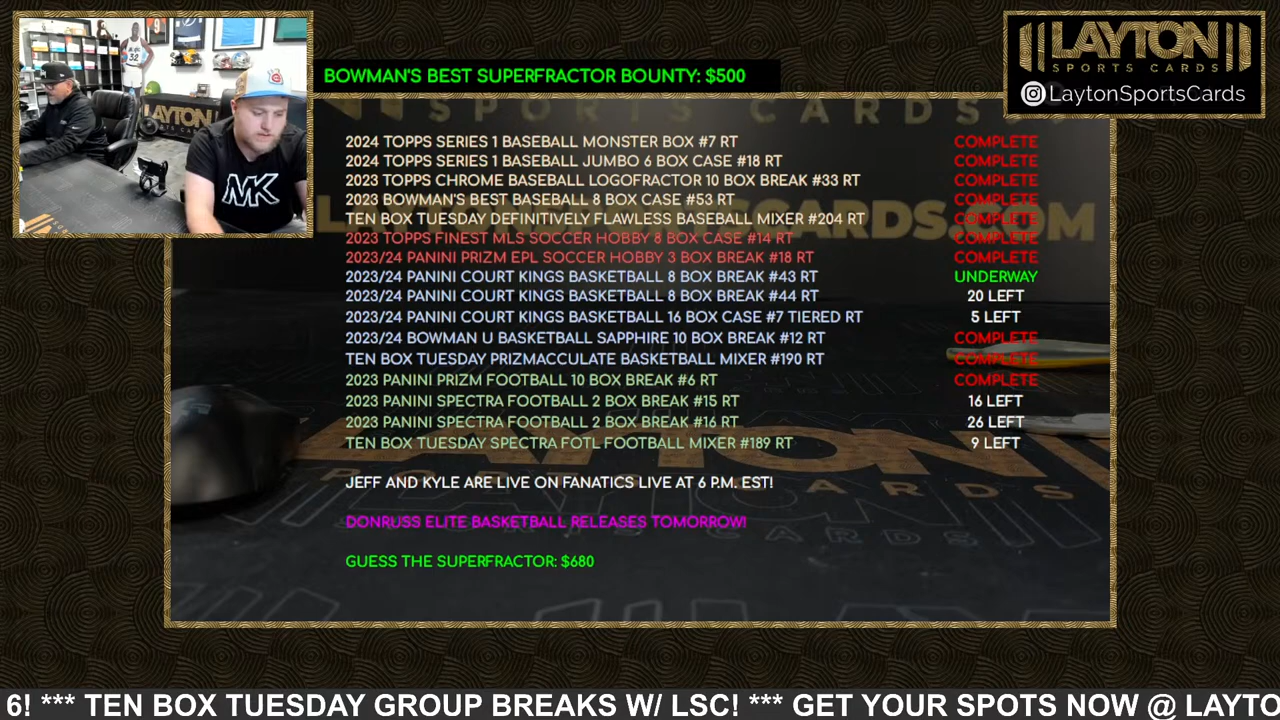 BOWMAN'S BEST SUPERFRACTOR BOUNTY: $500
LAYTON
SPORTS CARDS
LaytonSportsCards
SPORTS CARDS
2024 TOPPS SERIES 1 BASEBALL MONSTER BOX #7 RT COMPLETE
2024 TOPPS SERIES 1 BASEBALL JUMBO 6 BOX CASE #18 RT COMPLETE
2023 TOPPS CHROME BASEBALL LOGOFRACTOR 10 BOX BREAK #33 RT COMPLETE
2023 BOWMAN'S BEST BASEBALL 8 BOX CASE #53 RT COMPLETE
TEN BOX TUESDAY DEFINITIVELY FLAWLESS BASEBALL MIXER #204 RT COMPLETE
2023 TOPPS FINEST MLS SOCCER HOBBY 8 BOX CASE #14 RT COMPLETE
2023/24 PANINI PRIZM EPL SOCCER HOBBY 3 BOX BREAK #18 RT COMPLETE
2023/24 PANINI COURT KINGS BASKETBALL 8 BOX BREAK #43 RT UNDERWAY
2023/24 PANINI COURT KINGS BASKETBALL 8 BOX BREAK #44 RT 20 LEFT
2023/24 PANINI COURT KINGS BASKETBALL 16 BOX CASE #7 TIERED RT 5 LEFT
2023/24 BOWMAN U BASKETBALL SAPPHIRE 10 BOX BREAK #12 RT COMPLETE
TEN BOX TUESDAY PRIZMACCULATE BASKETBALL MIXER #190 RT COMPLETE
2023 PANINI PRIZM FOOTBALL 10 BOX BREAK #6 RT COMPLETE
2023 PANINI SPECTRA FOOTBALL 2 BOX BREAK #15 RT 16 LEFT
2023 PANINI SPECTRA FOOTBALL 2 BOX BREAK #16 RT 26 LEFT
TEN BOX TUESDAY SPECTRA FOTL FOOTBALL MIXER #189 RT 9 LEFT
JEFF AND KYLE ARE LIVE ON FANATICS LIVE AT 6 P.M. EST!
DONRUSS ELITE BASKETBALL RELEASES TOMORROW!
GUESS THE SUPERFRACTOR: $680
MK
32
6! *** TEN BOX TUESDAY GROUP BREAKS W/ LSC! *** GET YOUR SPOTS NOW @ LAYTO